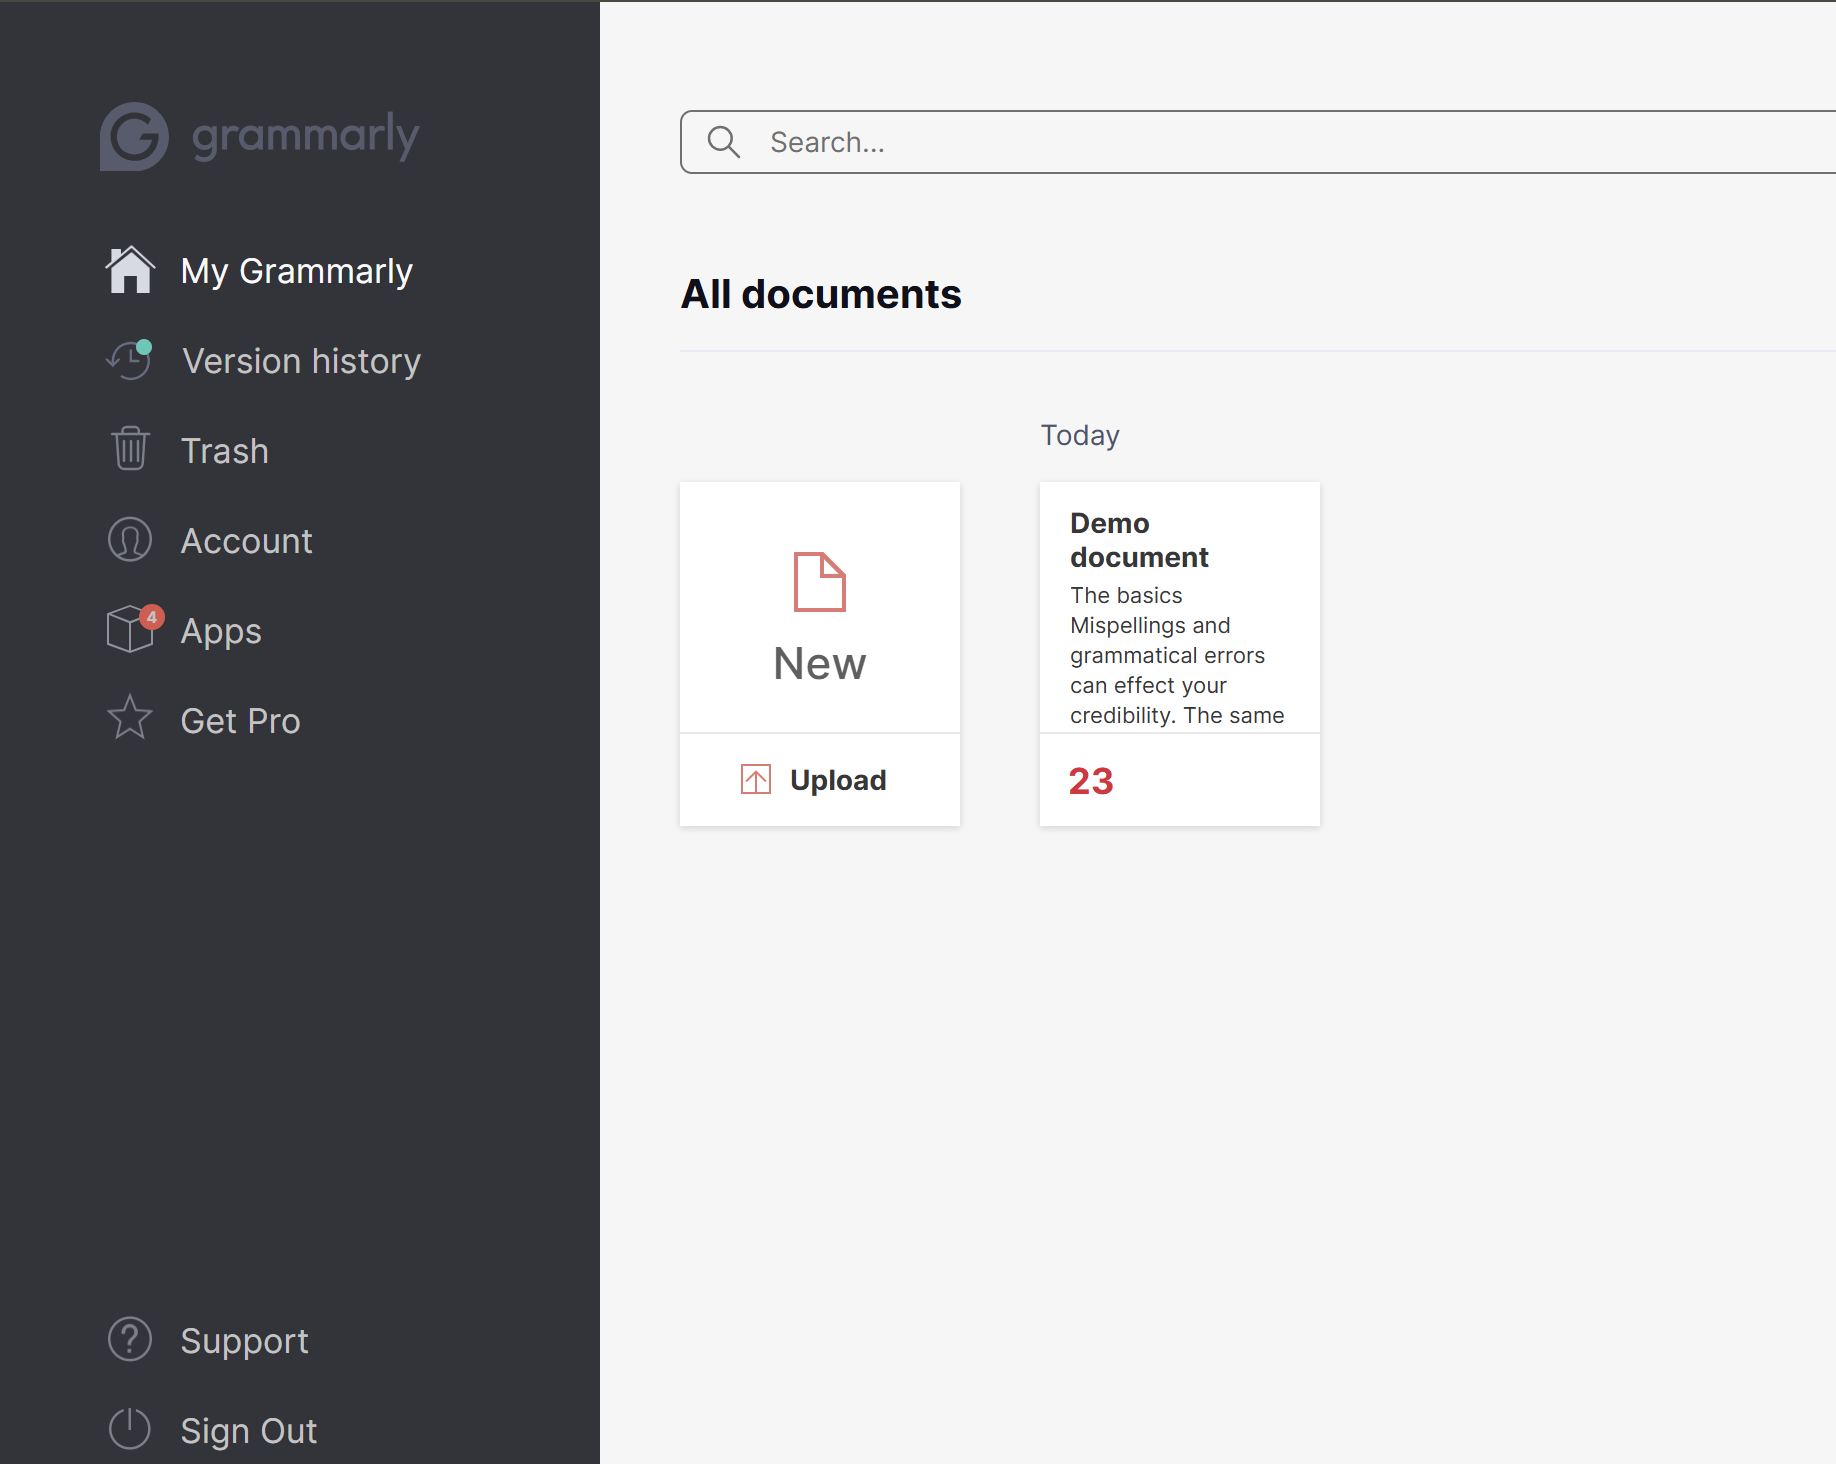 grammarly
My Grammarly
Version history
Trash
Account
4
Apps
Get Pro
Support
Sign Out
Search...
All documents
New
Upload
Today
Demo
document
The basics
Mispellings and
grammatical errors
can effect your
credibility. The same
23